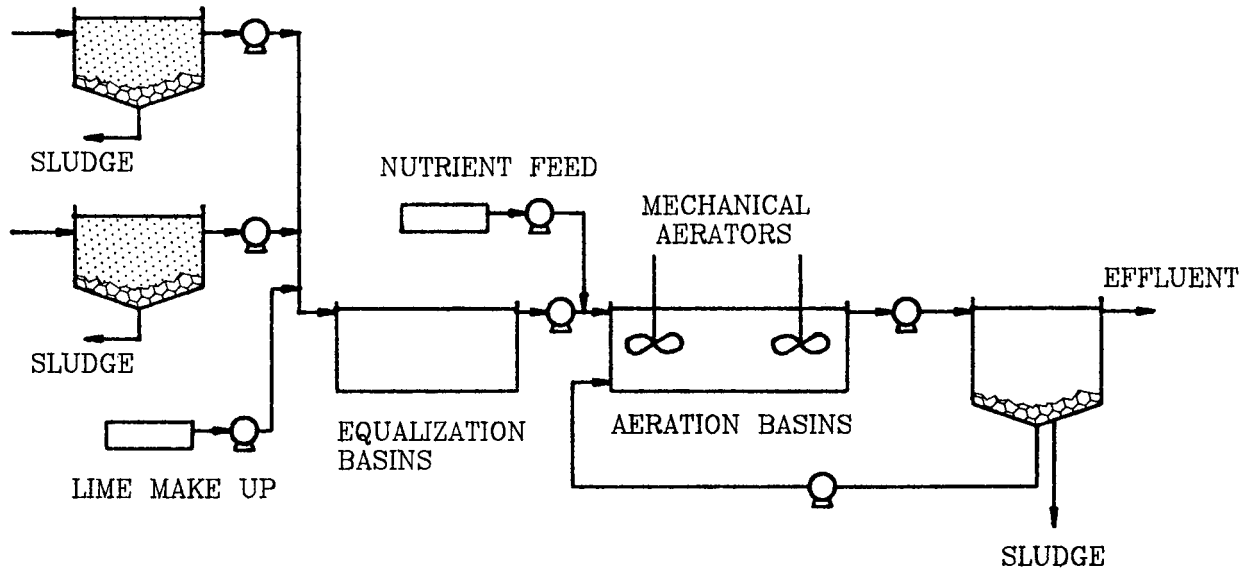 SLUDGE
NUTRIENT FEED
MECHANICAL
AERATORS
EFFLUENT
SLUDGE
EQUALIZATION
BASINS
AERATION BASINS
LIME MAKE UP
SLUDGE